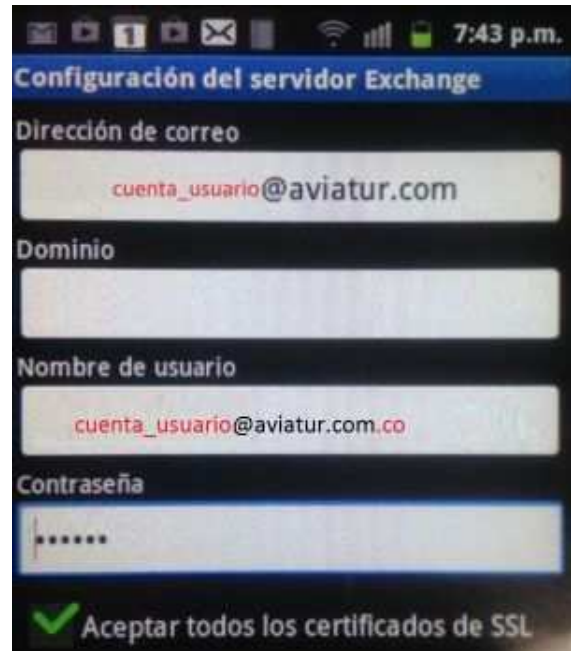 1
7:43 p.m.
Configuración del servidor Exchange
Dirección de correo
cuenta_usuario@aviatur.com
Dominio
Nombre de usuario
cuenta_usuario@aviatur.com.co
Contraseña
••••••
Aceptar todos los certificados de SSL